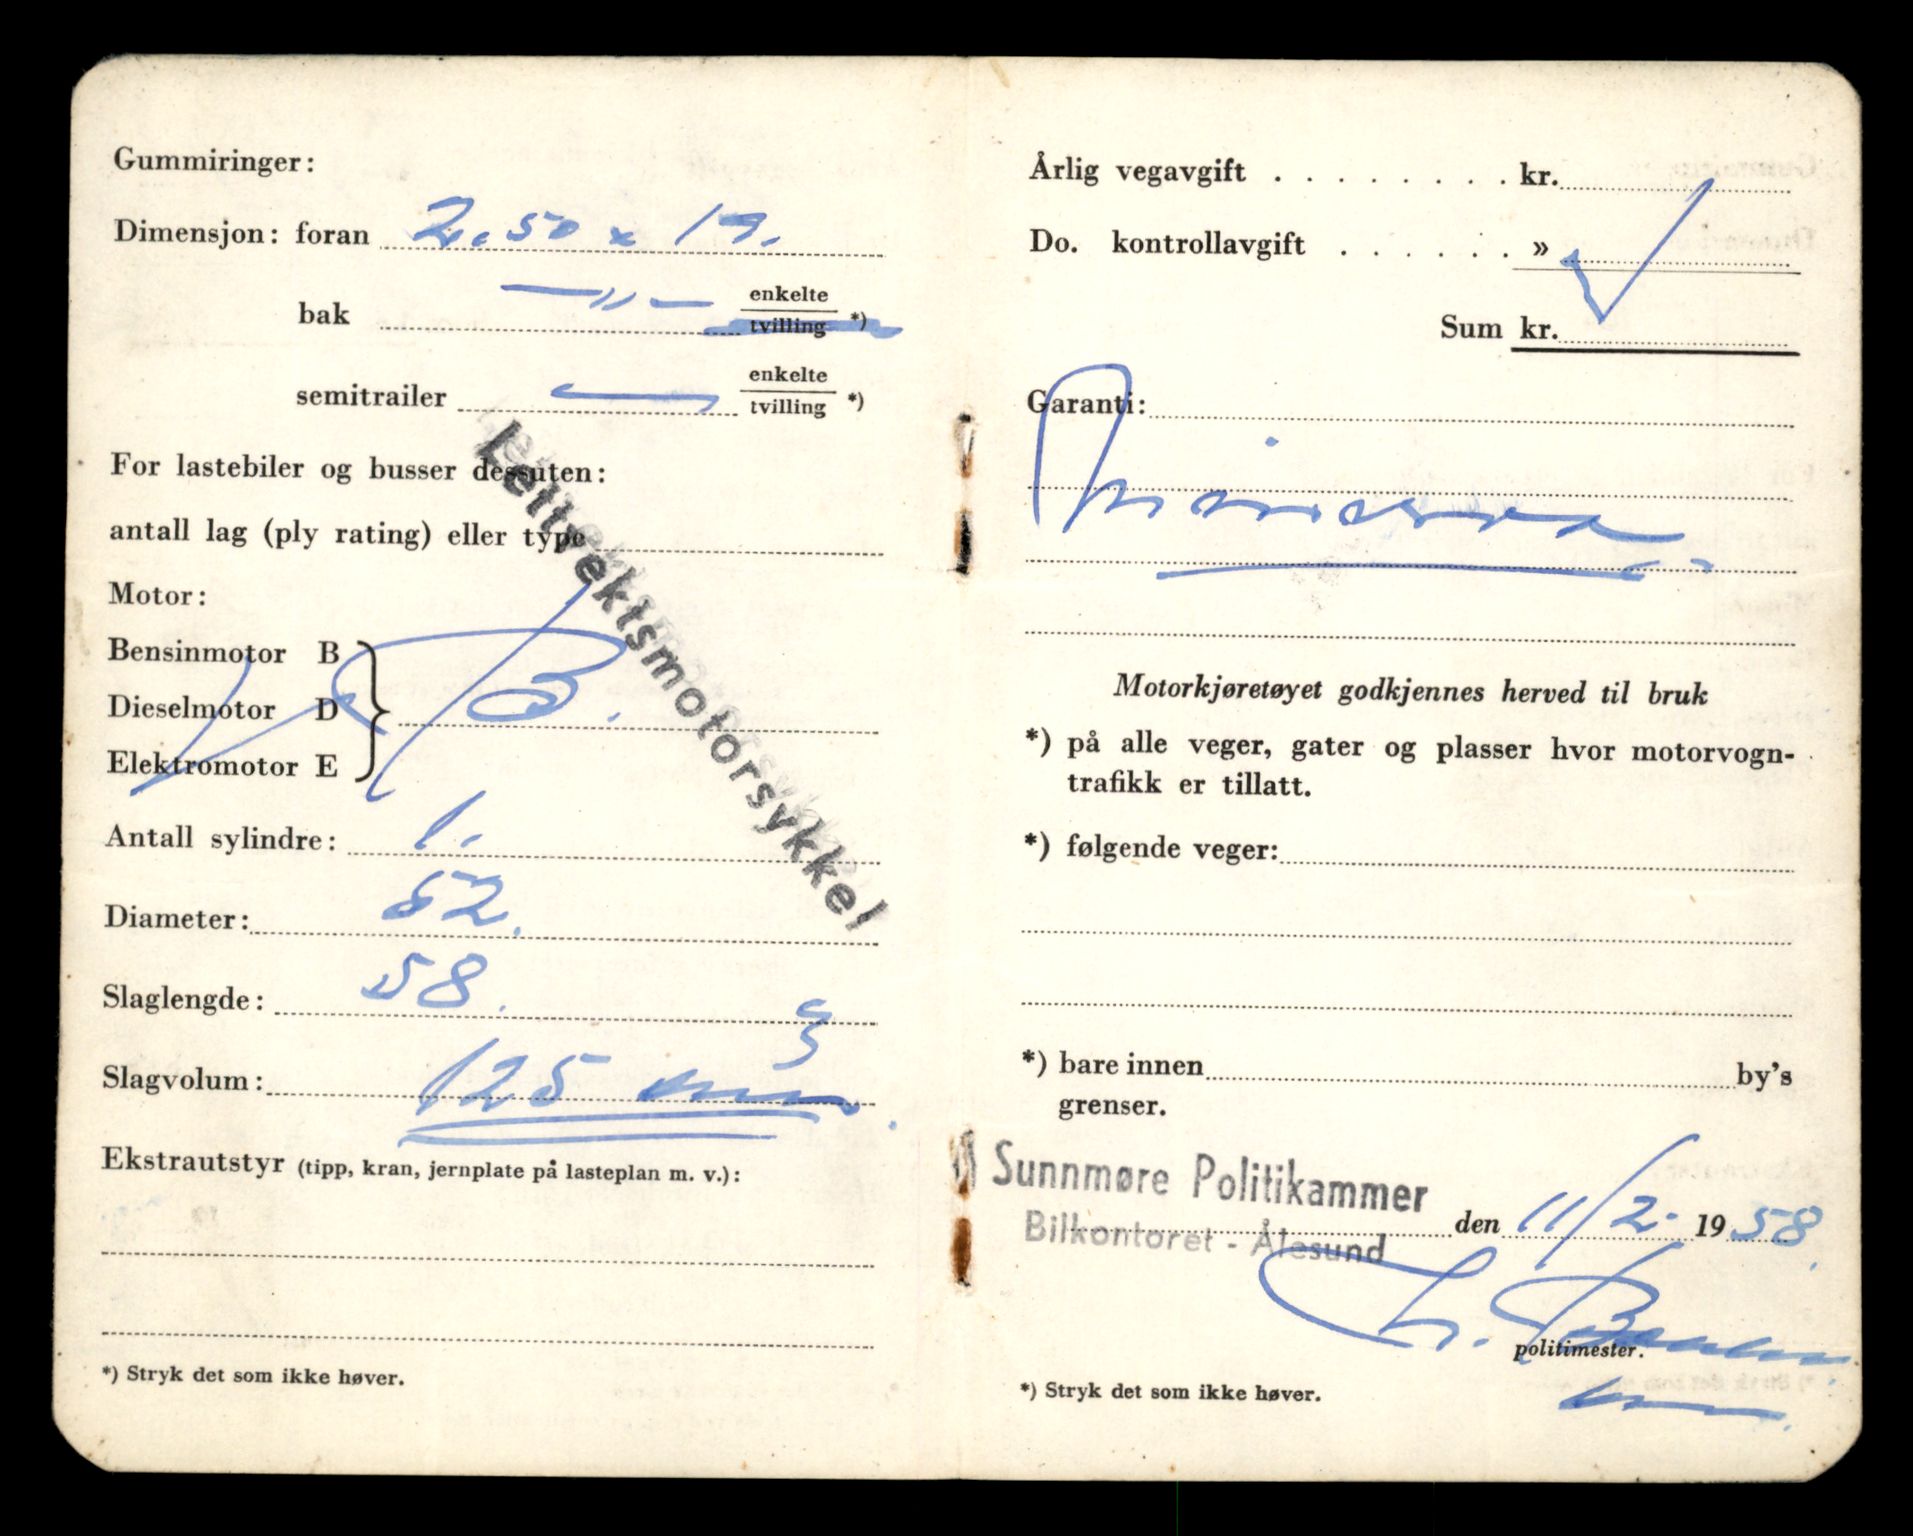 Gummiringer:
Dimensjon: foran 2.50 x 19.
bak —„— enkelte
tvilling *)
semitrailer — enkelte
tvilling *)
For lastebiler og busser dessuten:
antall lag (ply rating) eller type
Lettvektsmotorsykkel
Motor:
Bensinmotor B
Dieselmotor D B.
Elektromotor E
Antall sylindre: 1.
Diameter: 52.
Slaglengde: 58.
Slagvolum: 125 cm3.
Ekstrautstyr (tipp, kran, jernplate på lasteplan m. v.):
*) Stryk det som ikke høver.
Årlig vegavgift . . . . . . . . kr.
Do. kontrollavgift . . . . . . »
Sum kr.
Garanti:
Motorkjøretøyet godkjennes herved til bruk
*) på alle veger, gater og plasser hvor motorvogn-
trafikk er tillatt.
*) følgende veger:
*) bare innen by's
grenser.
Sunnmøre Politikammer
Bilkontoret - Ålesund
den 11/2- 1958.
politimester.
*) Stryk det som ikke høver.